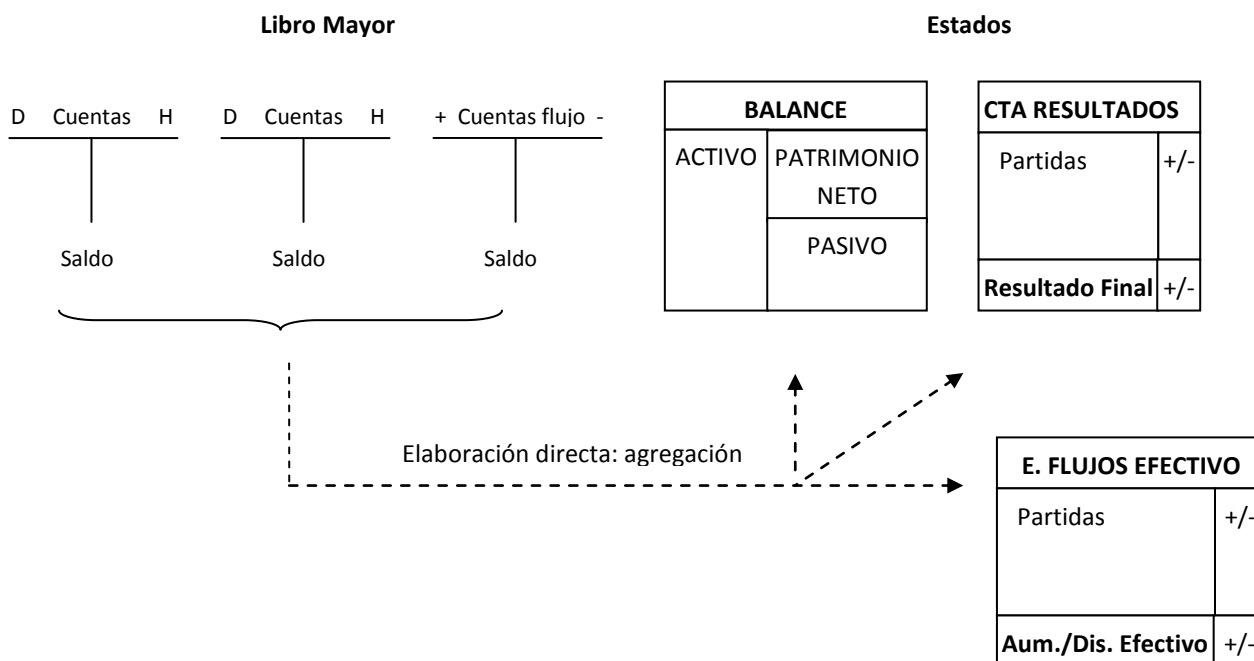 Libro Mayor
Estados
D Cuentas H
D Cuentas H
+ Cuentas flujo -
Saldo
Saldo
Saldo
BALANCE
ACTIVO
PATRIMONIO
NETO
PASIVO
CTA RESULTADOS
Partidas +/-
Resultado Final +/-
Elaboración directa: agregación
E. FLUJOS EFECTIVO
Partidas +/-
Aum./Dis. Efectivo +/-